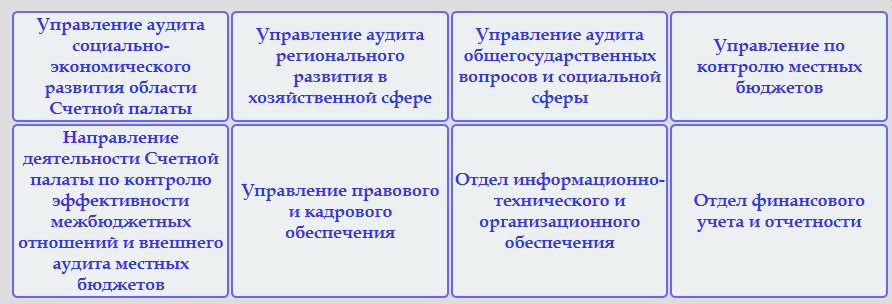 Управление аудита
социально-
экономического
развития области
Счетной палаты
Управление аудита
регионального
развития в
хозяйственной сфере
Управление аудита
общегосударственных
вопросов и социальной
сферы
Управление по
контролю местных
бюджетов
Направление
деятельности Счетной
палаты по контролю
эффективности
межбюджетных
отношений и внешнего
аудита местных
бюджетов
Управление правового
и кадрового
обеспечения
Отдел информационно-
технического и
организационного
обеспечения
Отдел финансового
учета и отчетности